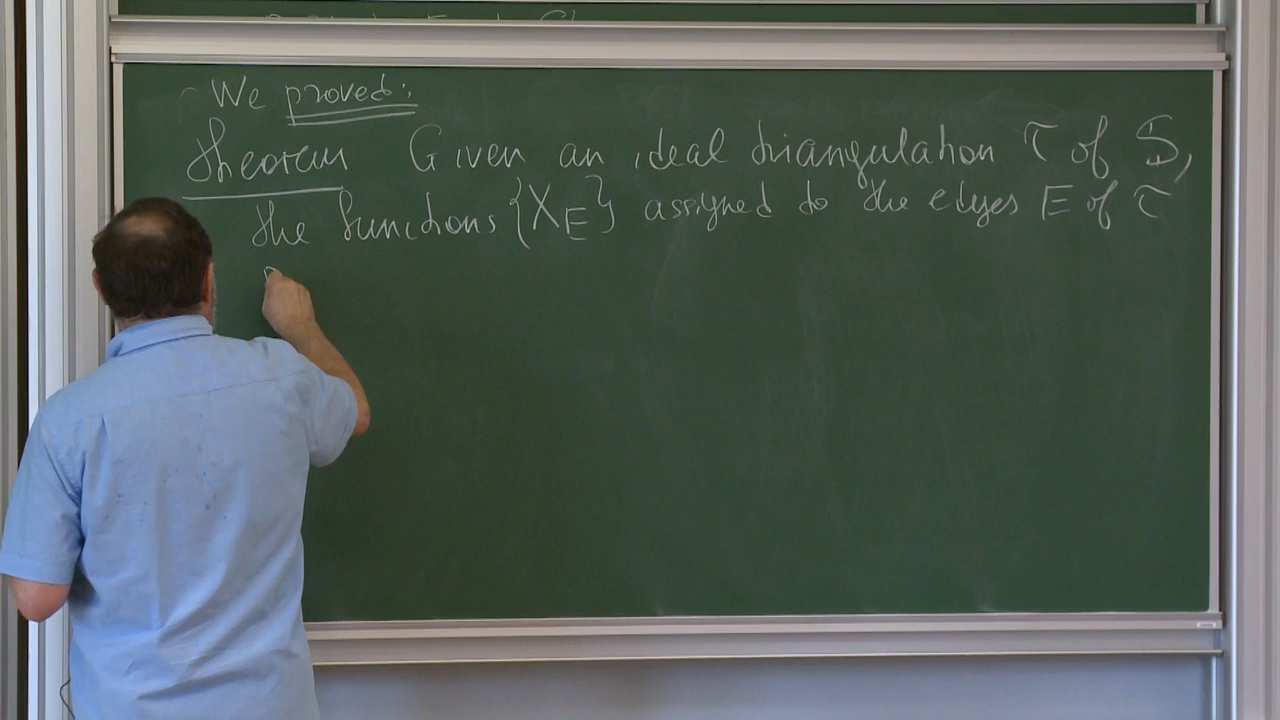 We proved:
Theorem Given an ideal triangulation τ of S,
the functions {X_E} assigned to the edges E of τ